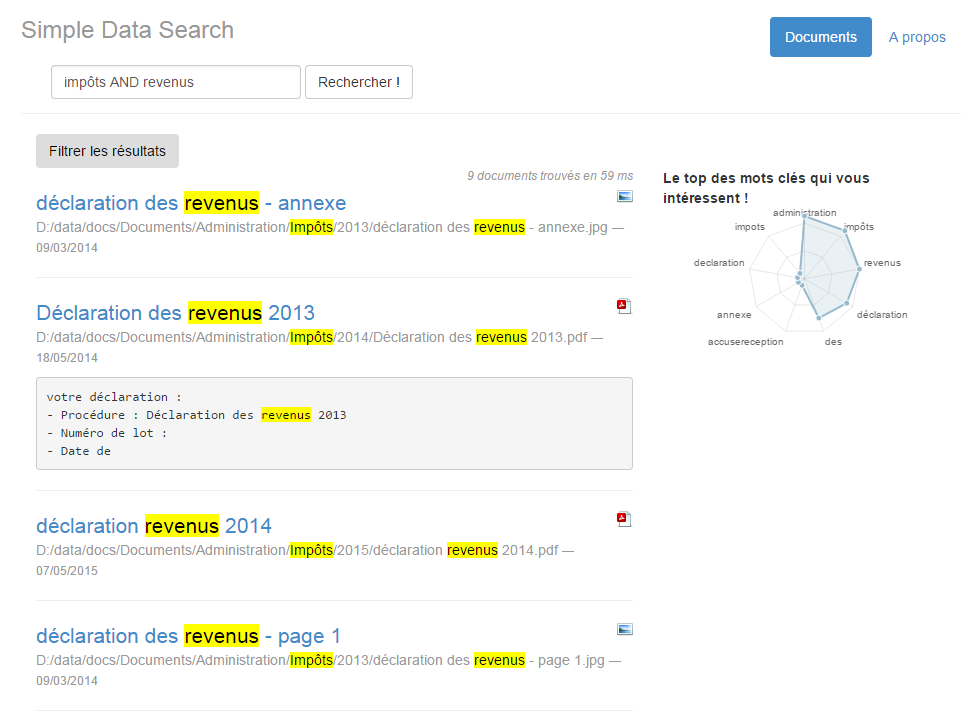 Simple Data Search
Documents
A propos
impôts AND revenus
Rechercher !
Filtrer les résultats
9 documents trouvés en 59 ms
déclaration des revenus - annexe
D:/data/docs/Documents/Administration/Impôts/2013/déclaration des revenus - annexe.jpg —
09/03/2014
Déclaration des revenus 2013
D:/data/docs/Documents/Administration/Impôts/2014/Déclaration des revenus 2013.pdf —
18/05/2014
votre déclaration :
- Procédure : Déclaration des revenus 2013
- Numéro de lot :
- Date de
déclaration revenus 2014
D:/data/docs/Documents/Administration/Impôts/2015/déclaration revenus 2014.pdf —
07/05/2015
déclaration des revenus - page 1
D:/data/docs/Documents/Administration/Impôts/2013/déclaration des revenus - page 1.jpg —
09/03/2014
Le top des mots clés qui vous
intéressent !
administration
impots
impôts
declaration
revenus
annexe
déclaration
accusereception
des